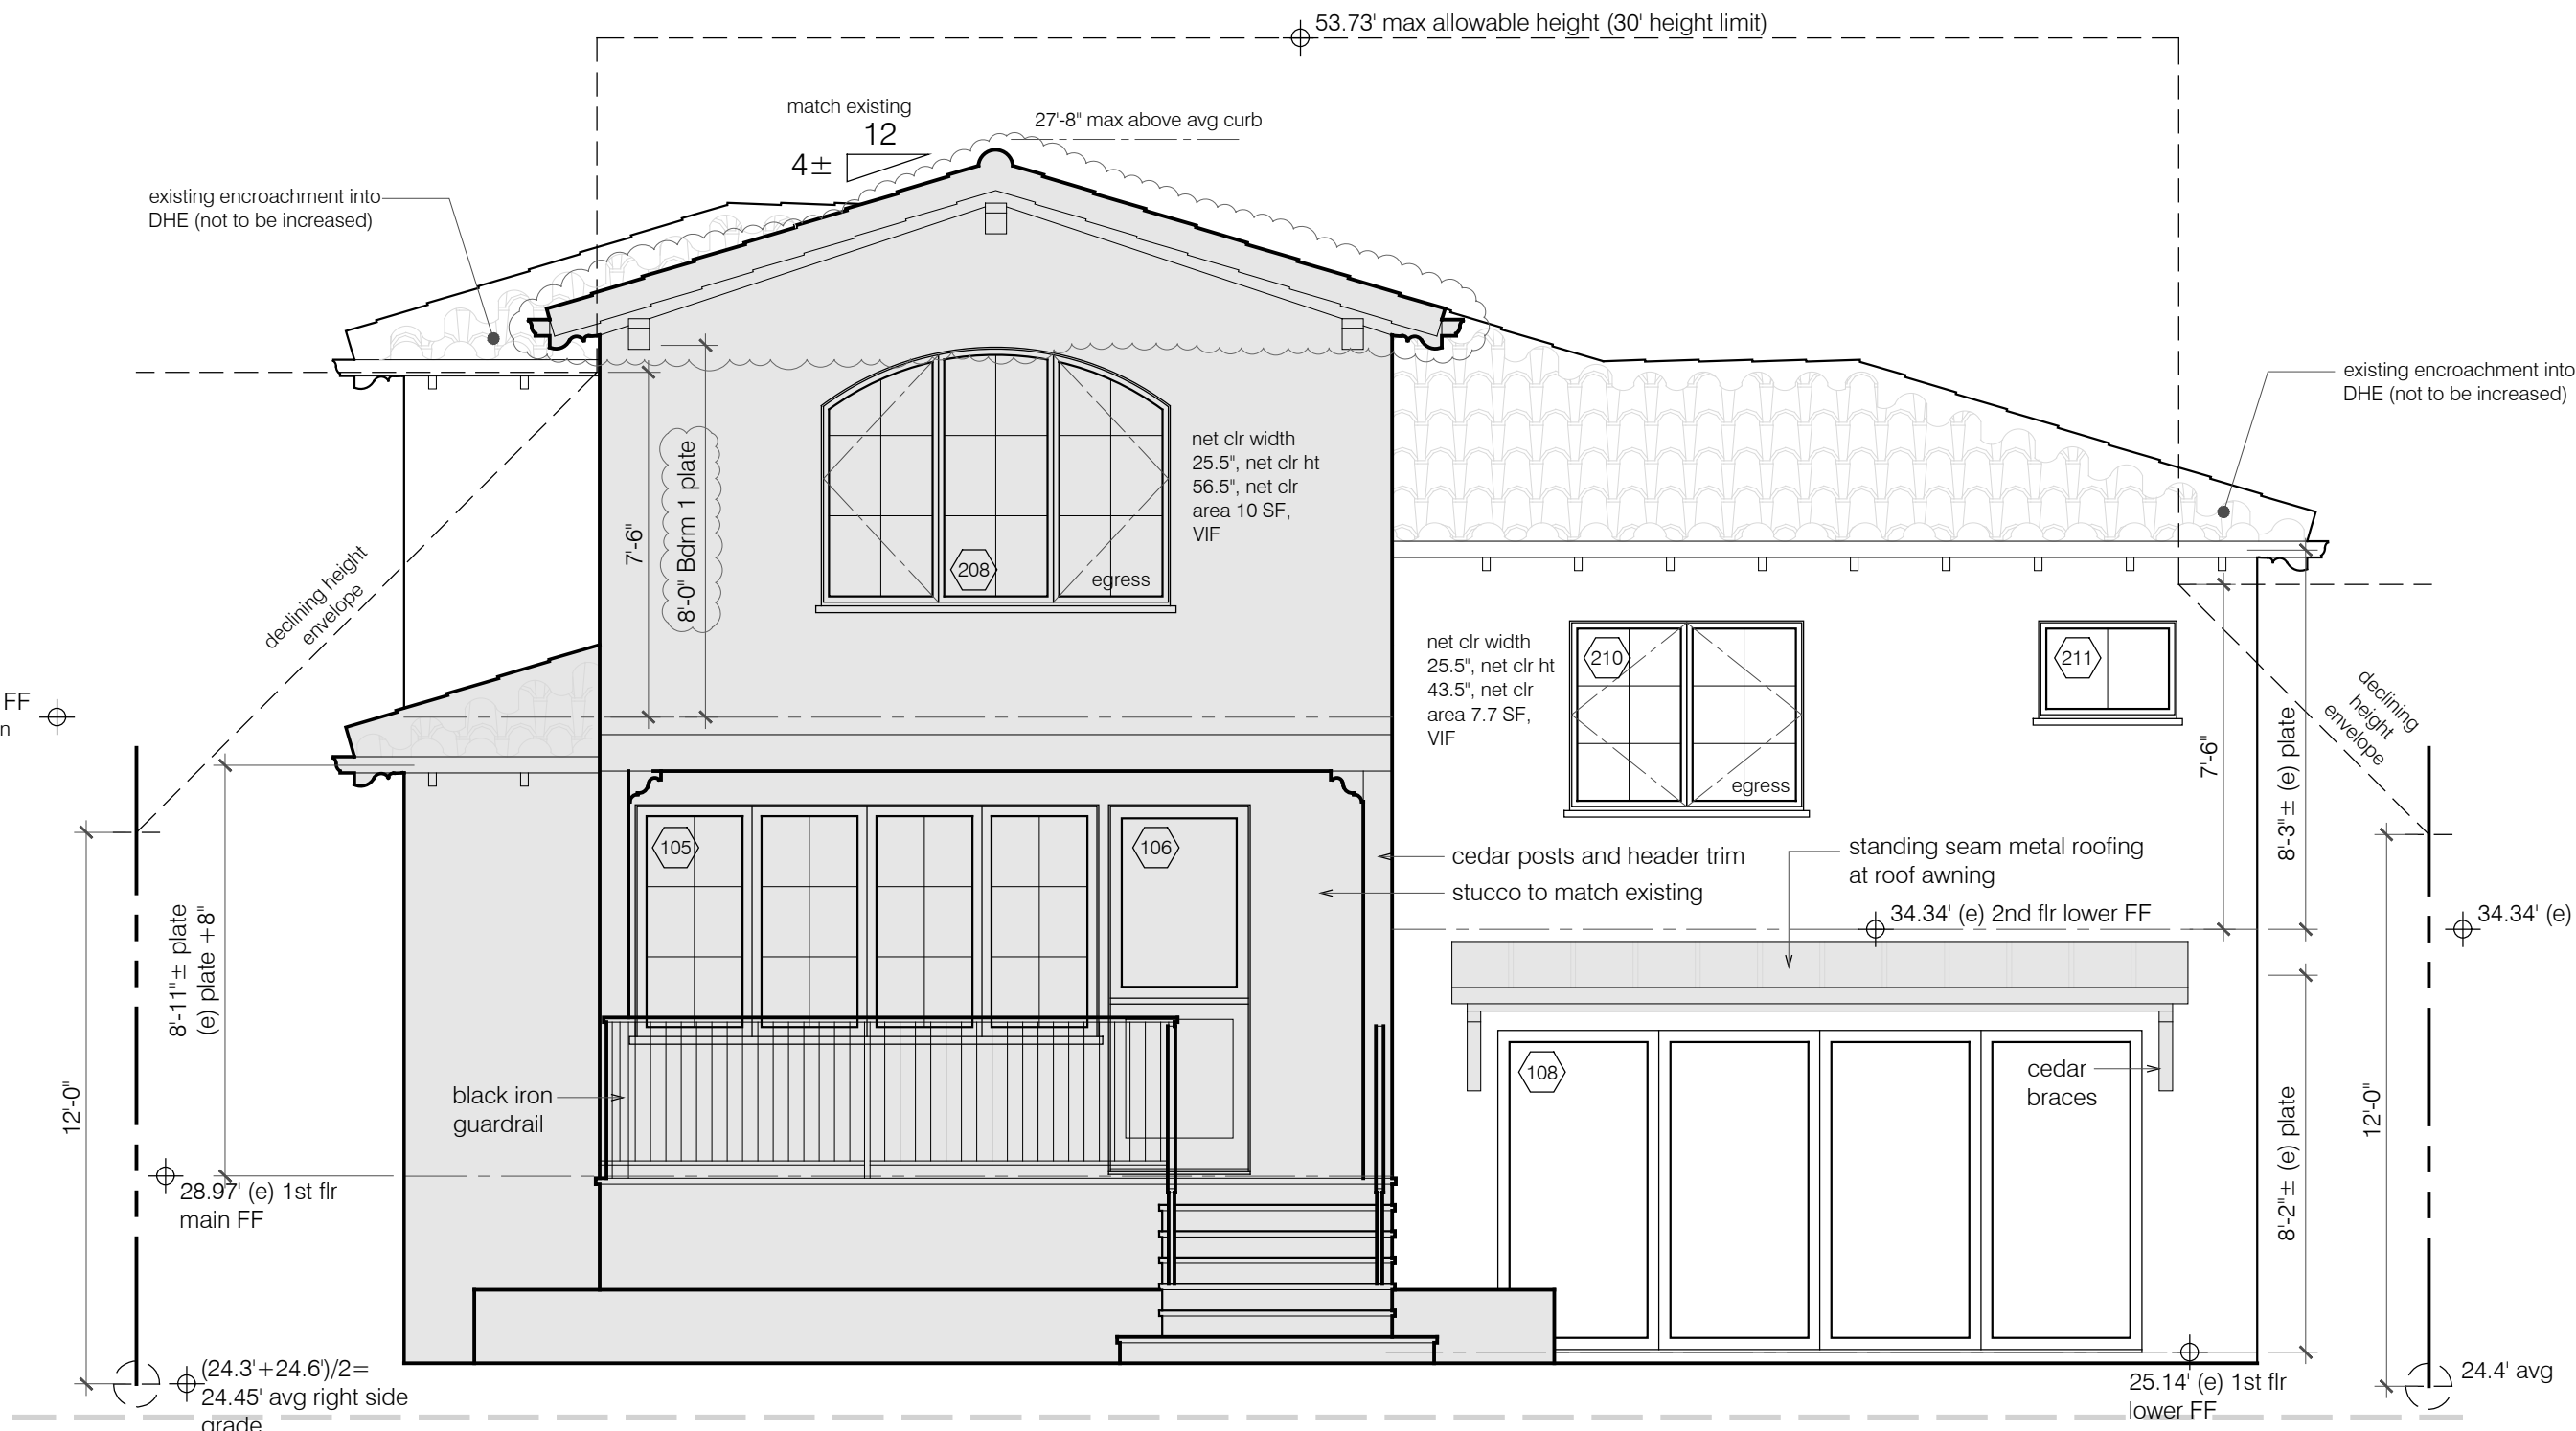 53.73' max allowable height (30' height limit)
match existing
12
4±
27'-8" max above avg curb
existing encroachment into
DHE (not to be increased)
existing encroachment into
DHE (not to be increased)
declining height
envelope
7'-6"
8'-0" Bdrm 1 plate
208
egress
net clr width
25.5", net clr ht
56.5", net clr
area 10 SF,
VIF
net clr width
25.5", net clr ht
43.5", net clr
area 7.7 SF,
VIF
210
egress
211
declining
height
envelope
7'-6"
8'-3"± (e) plate
FF
n
105
106
cedar posts and header trim
stucco to match existing
standing seam metal roofing
at roof awning
34.34' (e) 2nd flr lower FF
34.34' (e)
8'-11"± plate
(e) plate +8"
12'-0"
black iron
guardrail
108
cedar
braces
8'-2"± (e) plate
12'-0"
28.97' (e) 1st flr
main FF
(24.3'+24.6')/2=
24.45' avg right side
grade
25.14' (e) 1st flr
lower FF
24.4' avg